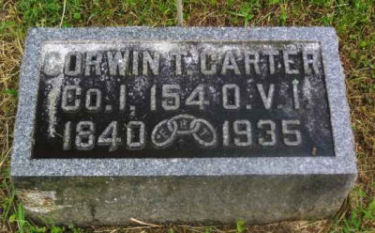 CORWIN T. CARTER
Co. I, 154 O. V. I
1840 F L T 1935